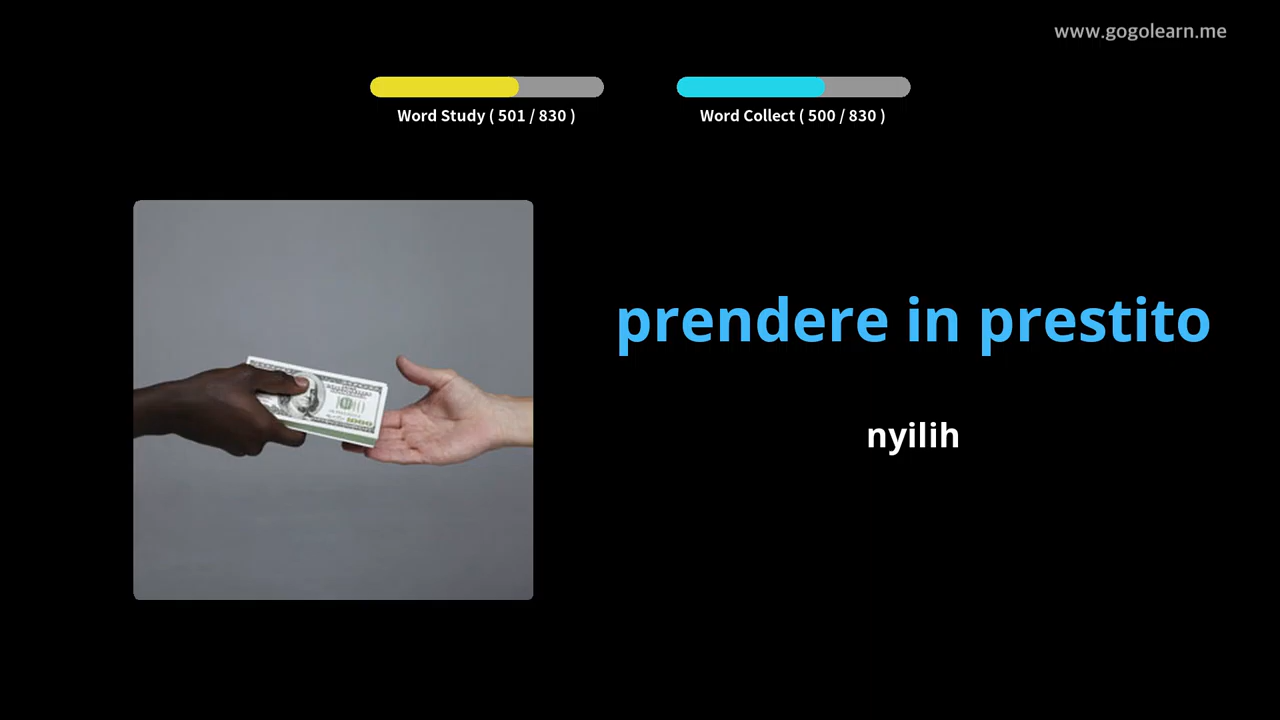 www.gogolearn.me
Word Study ( 501 / 830 )
Word Collect ( 500 / 830 )
prendere in prestito
nyilih